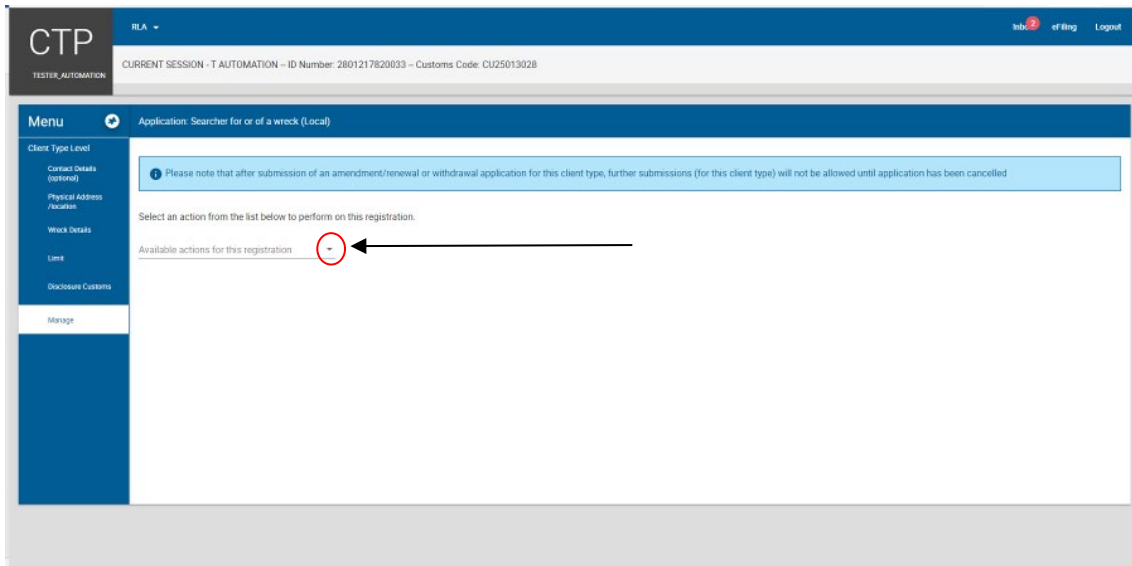 CTP
TESTER_AUTOMATION
RLA
Inbox 2 eFiling Logout
CURRENT SESSION - T AUTOMATION – ID Number: 2801217820033 – Customs Code: CU25013028
Menu
Application: Searcher for or of a wreck (Local)
Client Type Level
Contact Details
(optional)
Physical Address
/location
Wreck Details
Limit
Disclosure Customs
Manage
Please note that after submission of an amendment/renewal or withdrawal application for this client type, further submissions (for this client type) will not be allowed until application has been cancelled
Select an action from the list below to perform on this registration.
Available actions for this registration